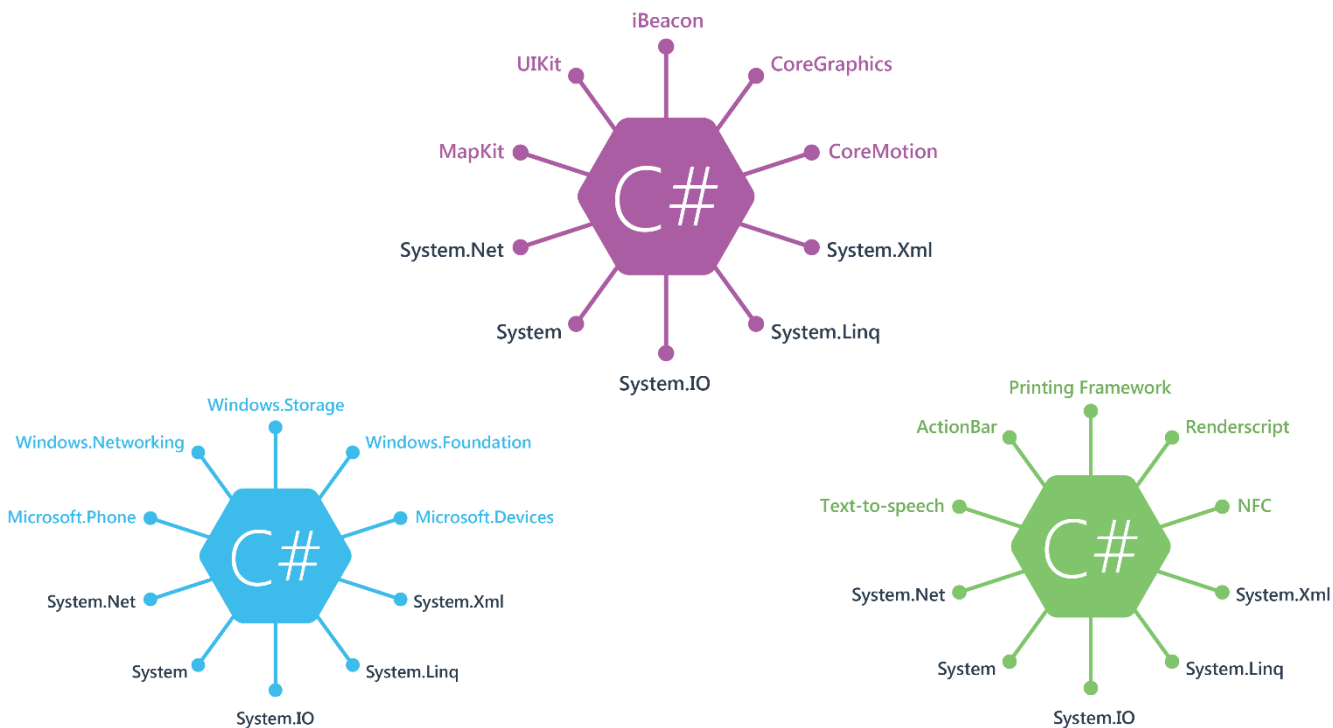 iBeacon
UIKit
CoreGraphics
MapKit
CoreMotion
C#
System.Net
System.Xml
System
System.Linq
System.IO
Windows.Storage
Windows.Networking
Windows.Foundation
Microsoft.Phone
Microsoft.Devices
C#
System.Net
System.Xml
System
System.Linq
System.IO
Printing Framework
ActionBar
Renderscript
Text-to-speech
NFC
C#
System.Net
System.Xml
System
System.Linq
System.IO